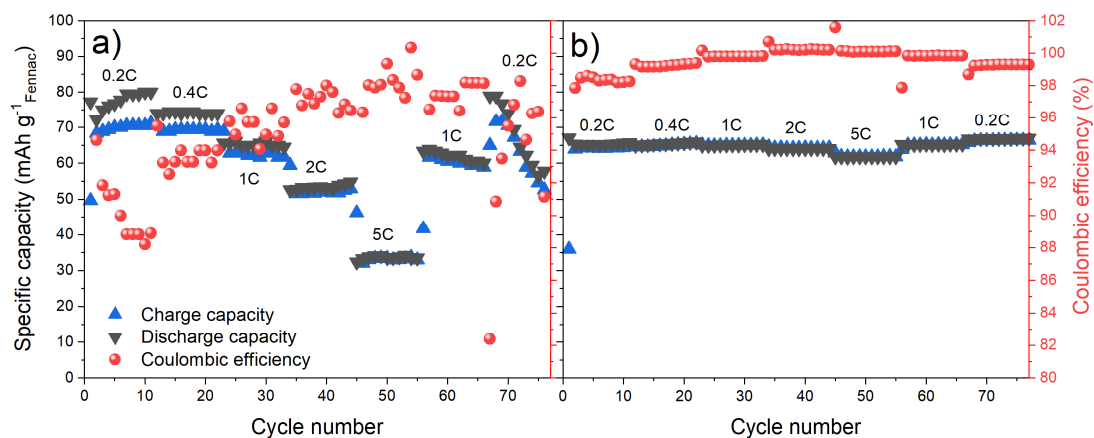 a)
0.2C
0.4C
1C
2C
5C
1C
0.2C
Charge capacity
Discharge capacity
Coulombic efficiency
Specific capacity (mAh g⁻¹Fennac)
100
90
80
70
60
50
40
30
20
10
0
0 10 20 30 40 50 60 70
Cycle number
b)
0.2C
0.4C
1C
2C
5C
1C
0.2C
0 10 20 30 40 50 60 70
Cycle number
102
100
98
96
94
92
90
88
86
84
82
80
Coulombic efficiency (%)